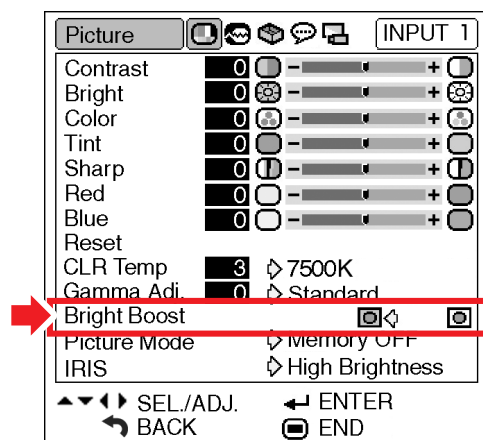 Picture INPUT 1
Contrast 0 - +
Bright 0 - +
Color 0 - +
Tint 0 - +
Sharp 0 - +
Red 0 - +
Blue 0 - +
Reset
CLR Temp 3 7500K
Gamma Adj. 0 Standard
Bright Boost
Picture Mode Memory OFF
IRIS High Brightness
SEL./ADJ. ENTER
BACK END